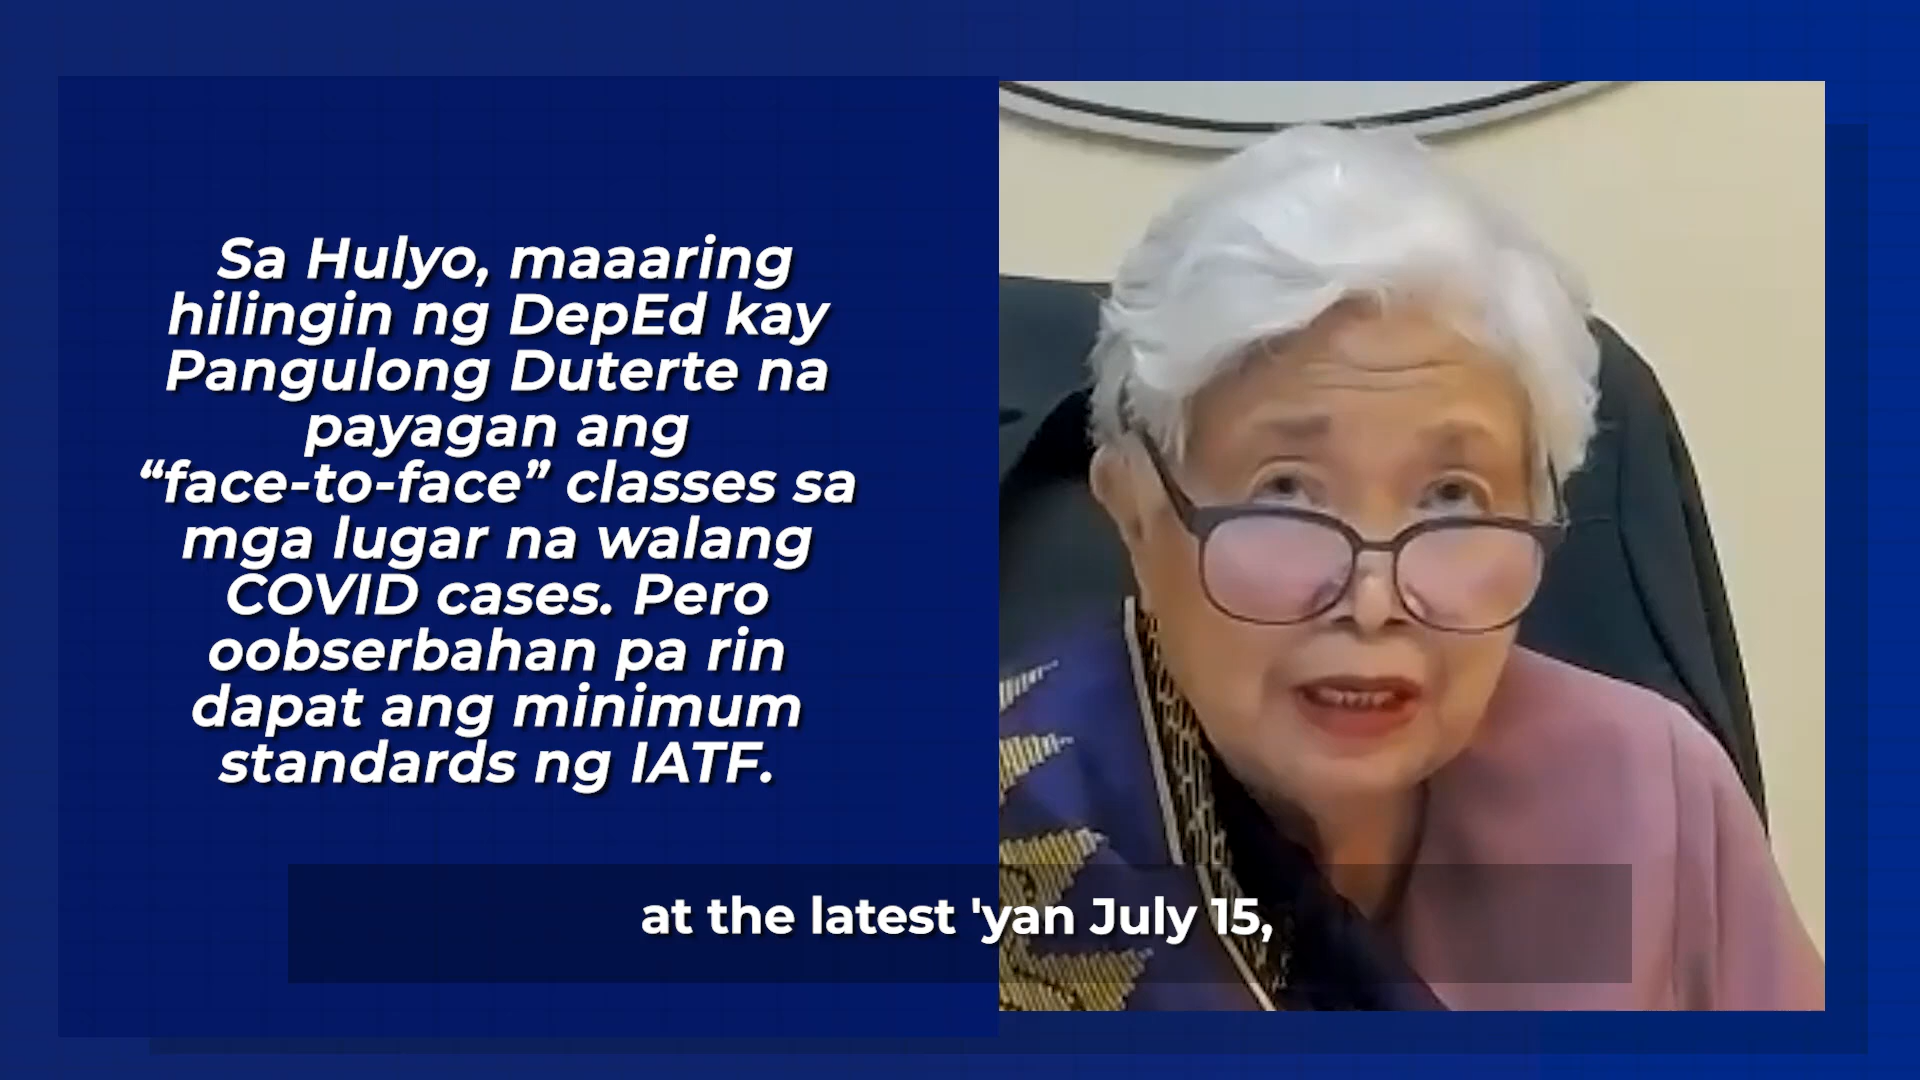 Sa Hulyo, maaaring
hilingin ng DepEd kay
Pangulong Duterte na
payagan ang
“face-to-face” classes sa
mga lugar na walang
COVID cases. Pero
oobserbahan pa rin
dapat ang minimum
standards ng IATF.
at the latest 'yan July 15,